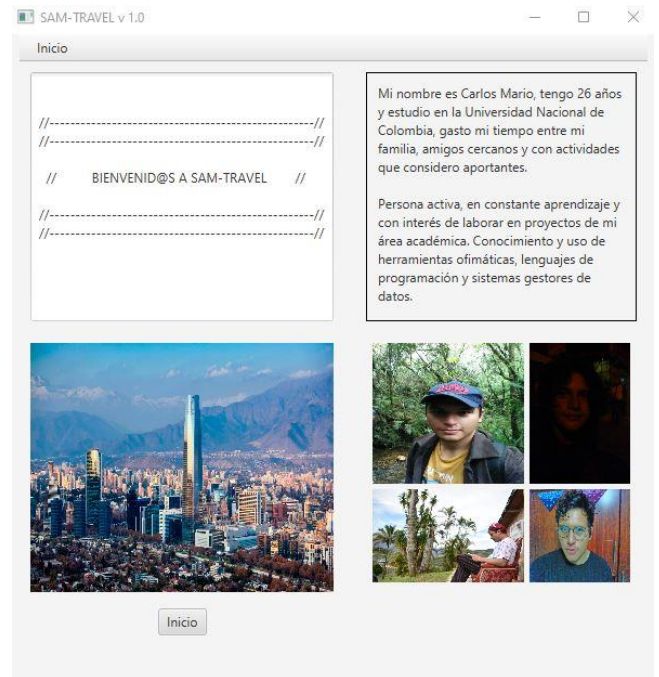 SAM-TRAVEL v 1.0
Inicio
//------------------------------------------------//
//------------------------------------------------//
// BIENVENID@S A SAM-TRAVEL //
//------------------------------------------------//
//------------------------------------------------//
Mi nombre es Carlos Mario, tengo 26 años
y estudio en la Universidad Nacional de
Colombia, gasto mi tiempo entre mi
familia, amigos cercanos y con actividades
que considero aportantes.
Persona activa, en constante aprendizaje y
con interés de laborar en proyectos de mi
área académica. Conocimiento y uso de
herramientas ofimáticas, lenguajes de
programación y sistemas gestores de
datos.
Inicio